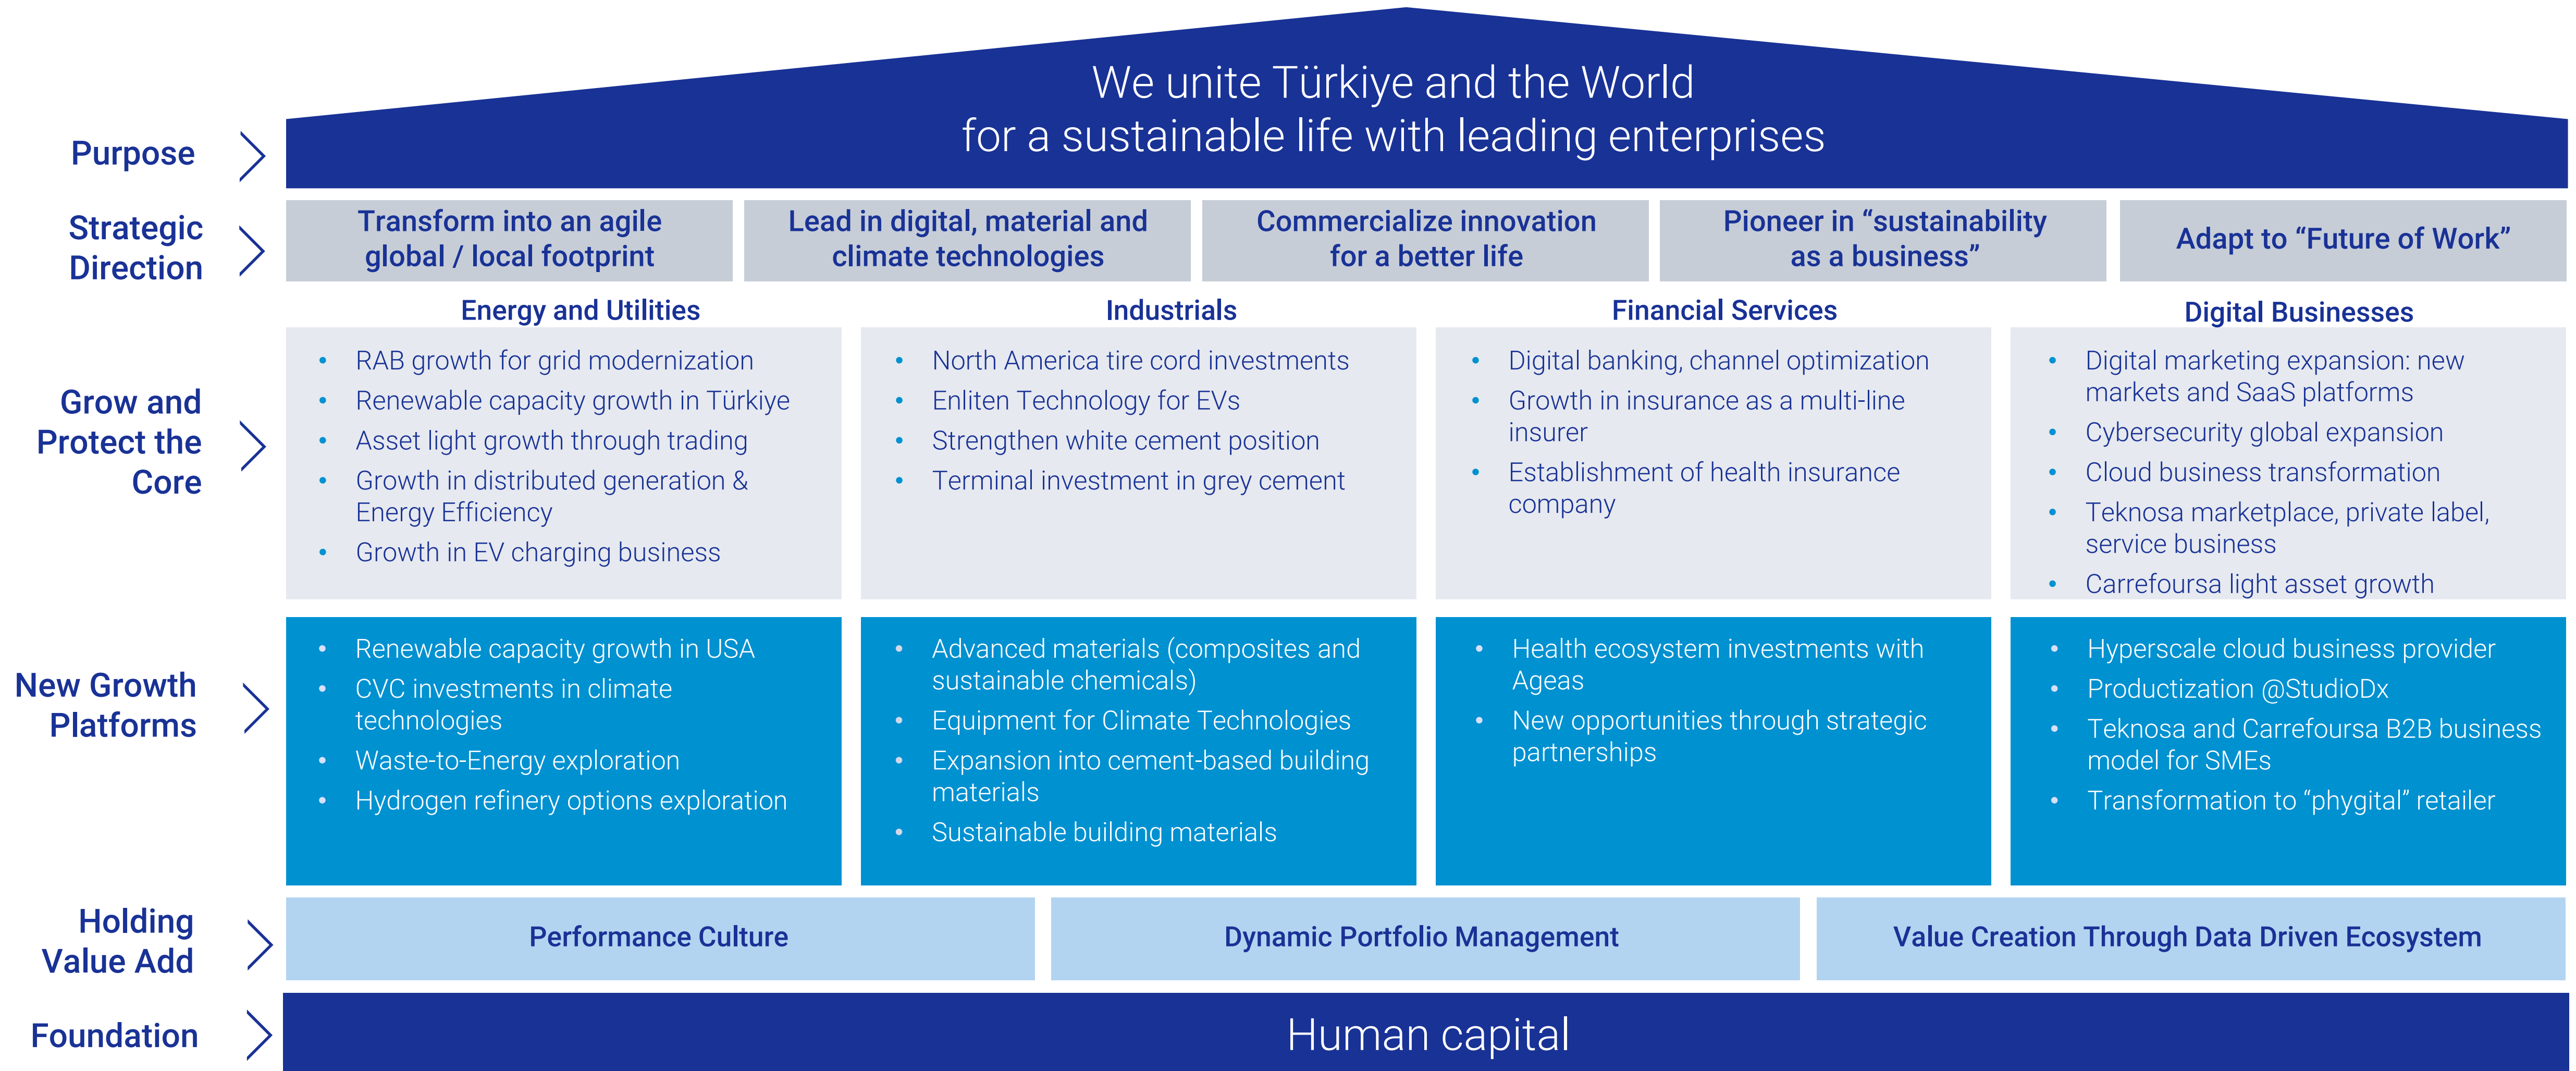 We unite Türkiye and the World
for a sustainable life with leading enterprises
Purpose
Strategic
Direction
Transform into an agile
global / local footprint
Lead in digital, material and
climate technologies
Commercialize innovation
for a better life
Pioneer in “sustainability
as a business”
Adapt to “Future of Work”
Grow and
Protect the
Core
Energy and Utilities
• RAB growth for grid modernization
• Renewable capacity growth in Türkiye
• Asset light growth through trading
• Growth in distributed generation &
Energy Efficiency
• Growth in EV charging business
Industrials
• North America tire cord investments
• Enliten Technology for EVs
• Strengthen white cement position
• Terminal investment in grey cement
Financial Services
• Digital banking, channel optimization
• Growth in insurance as a multi-line
insurer
• Establishment of health insurance
company
Digital Businesses
• Digital marketing expansion: new
markets and SaaS platforms
• Cybersecurity global expansion
• Cloud business transformation
• Teknosa marketplace, private label,
service business
• Carrefoursa light asset growth
New Growth
Platforms
• Renewable capacity growth in USA
• CVC investments in climate
technologies
• Waste-to-Energy exploration
• Hydrogen refinery options exploration
• Advanced materials (composites and
sustainable chemicals)
• Equipment for Climate Technologies
• Expansion into cement-based building
materials
• Sustainable building materials
• Health ecosystem investments with
Ageas
• New opportunities through strategic
partnerships
• Hyperscale cloud business provider
• Productization @StudioDx
• Teknosa and Carrefoursa B2B business
model for SMEs
• Transformation to “phygital” retailer
Holding
Value Add
Performance Culture
Dynamic Portfolio Management
Value Creation Through Data Driven Ecosystem
Foundation
Human capital